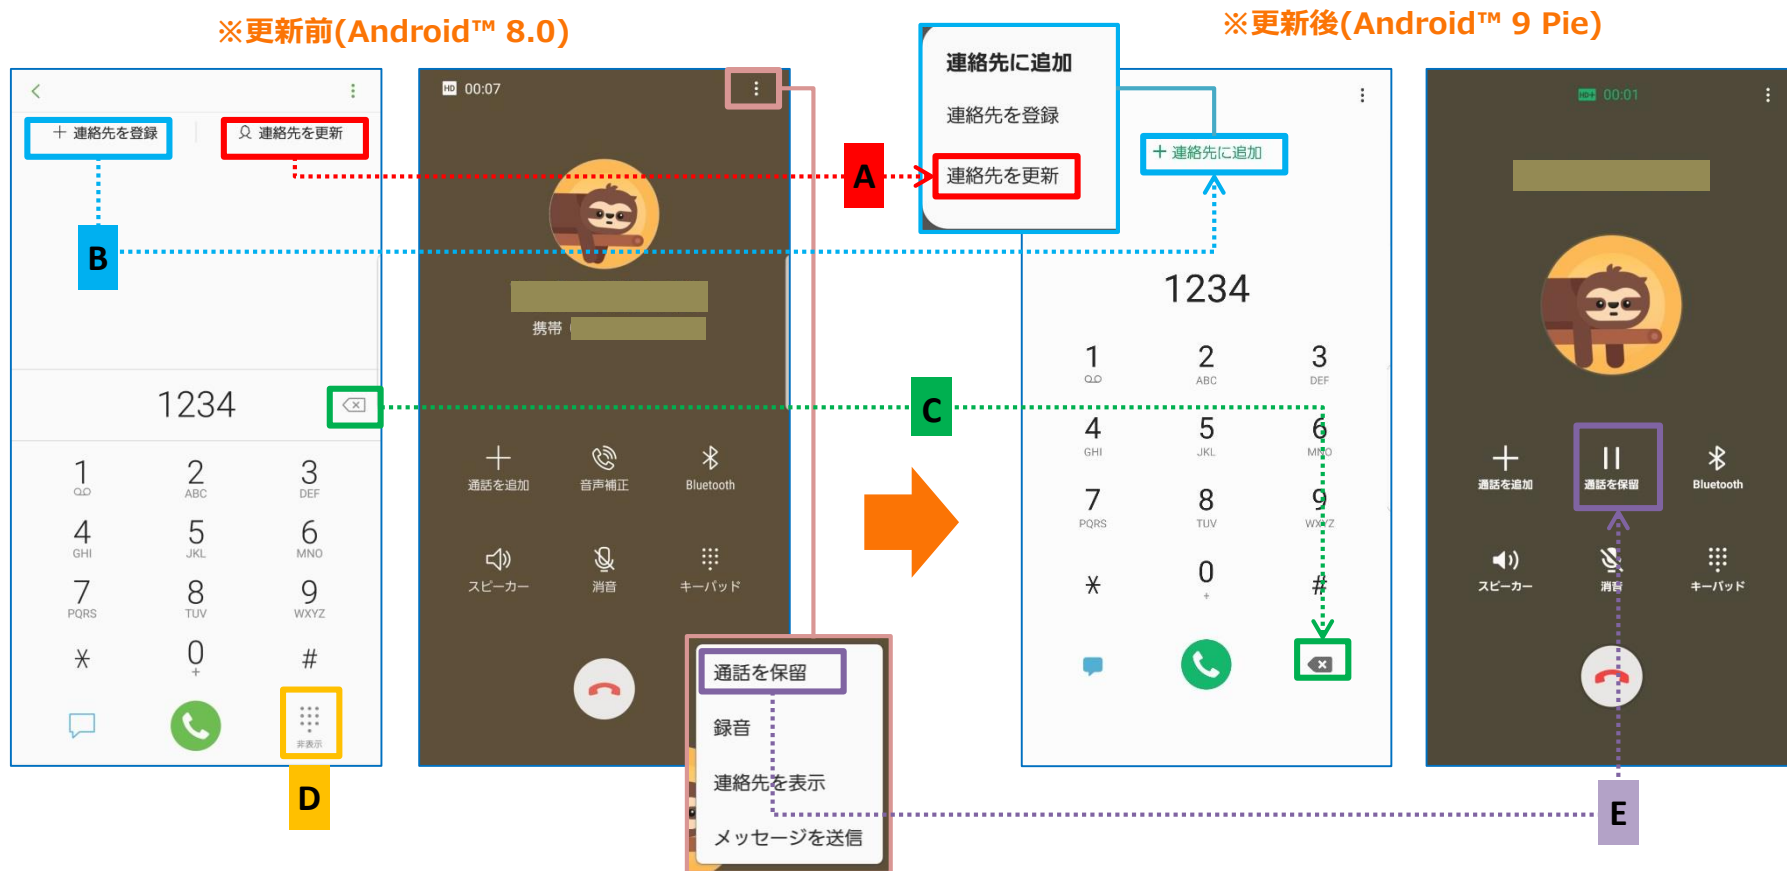 ※更新前(Android™ 8.0)
※更新後(Android™ 9 Pie)
＋ 連絡先を登録
連絡先を更新
1234
1
2 ABC
3 DEF
4 GHI
5 JKL
6 MNO
7 PQRS
8 TUV
9 WXYZ
*
0 +
#
非表示
HD 00:07
携帯
通話を追加
音声補正
Bluetooth
スピーカー
消音
キーパッド
通話を保留
録音
連絡先を表示
メッセージを送信
A
B
C
D
E
連絡先に追加
連絡先を登録
連絡先を更新
＋ 連絡先に追加
1234
1
2 ABC
3 DEF
4 GHI
5 JKL
6 MNO
7 PQRS
8 TUV
9 WXYZ
*
0 +
#
HD+ 00:01
通話を追加
通話を保留
Bluetooth
スピーカー
消音
キーパッド